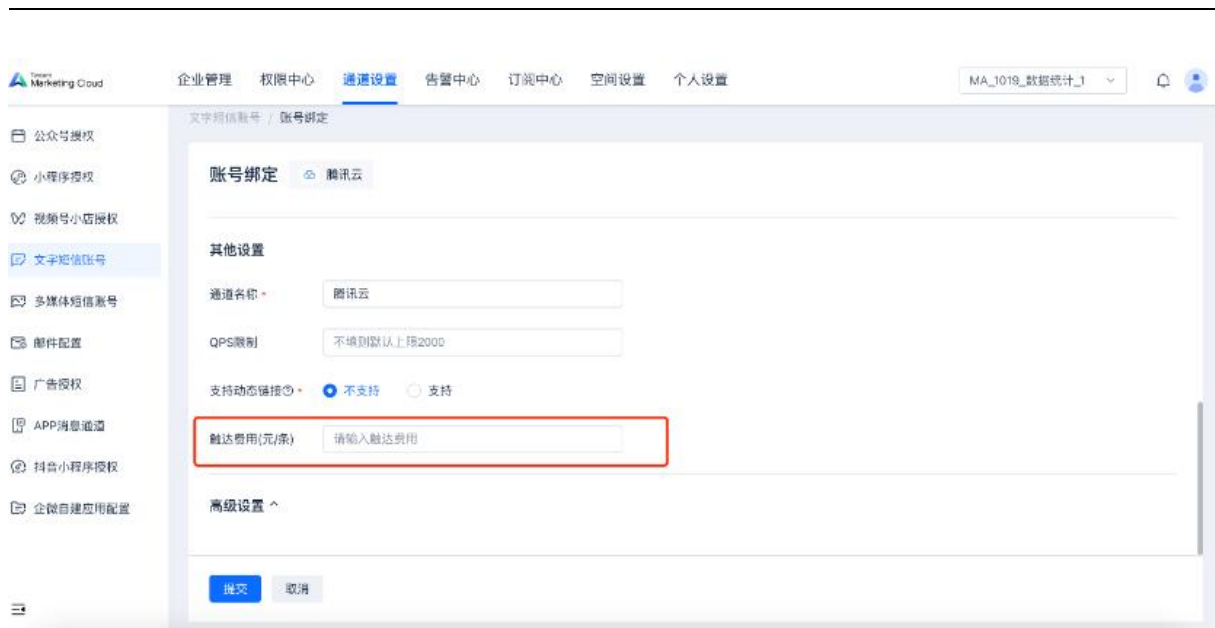 Tencent
Marketing Cloud
企业管理 权限中心 通道设置 告警中心 订阅中心 空间设置 个人设置
MA_1019_数据统计_1
文字短信账号 / 账号绑定
公众号授权
小程序授权
视频号小店授权
文字短信账号
多媒体短信账号
邮件配置
广告授权
APP消息通道
抖音小程序授权
企微自建应用配置
账号绑定 腾讯云
其他设置
通道名称 * 腾讯云
QPS限制 不填则默认上限2000
支持动态链接 * 不支持 支持
触达费用(元/条) 请输入触达费用
高级设置
提交 取消